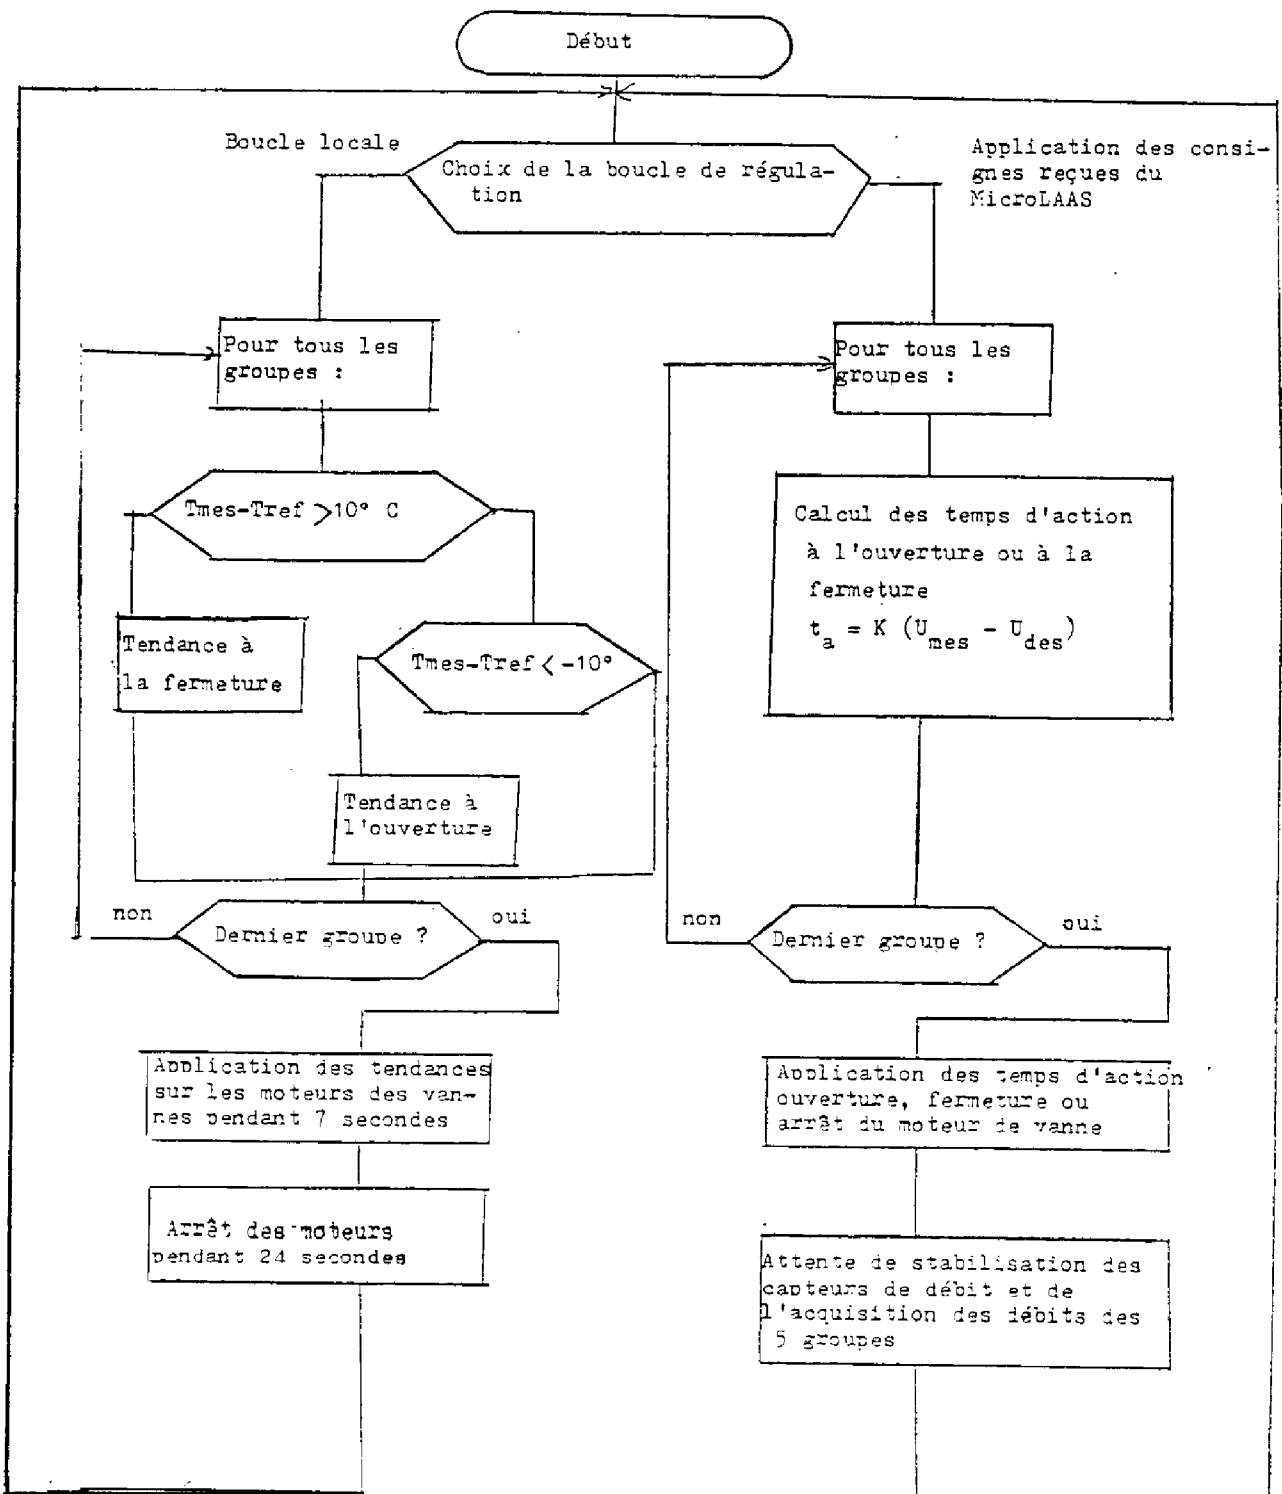 Début
Boucle locale
Choix de la boucle de régula-
tion
Application des consi-
gnes reçues du
MicroLAAS
Pour tous les
groupes :
Tmes-Tref >10° C
Tendance à
la fermeture
Tmes-Tref < -10°
Tendance à
l'ouverture
non
Dernier groupe ?
oui
Application des tendances
sur les moteurs des van-
nes pendant 7 secondes
Arrêt des moteurs
pendant 24 secondes
Pour tous les
groupes :
Calcul des temps d'action
à l'ouverture ou à la
fermeture
t_a = K (U_mes - U_des)
non
Dernier groupe ?
oui
Application des temps d'action
ouverture, fermeture ou
arrêt du moteur de vanne
Attente de stabilisation des
capteurs de débit et de
l'acquisition des débits des
5 groupes